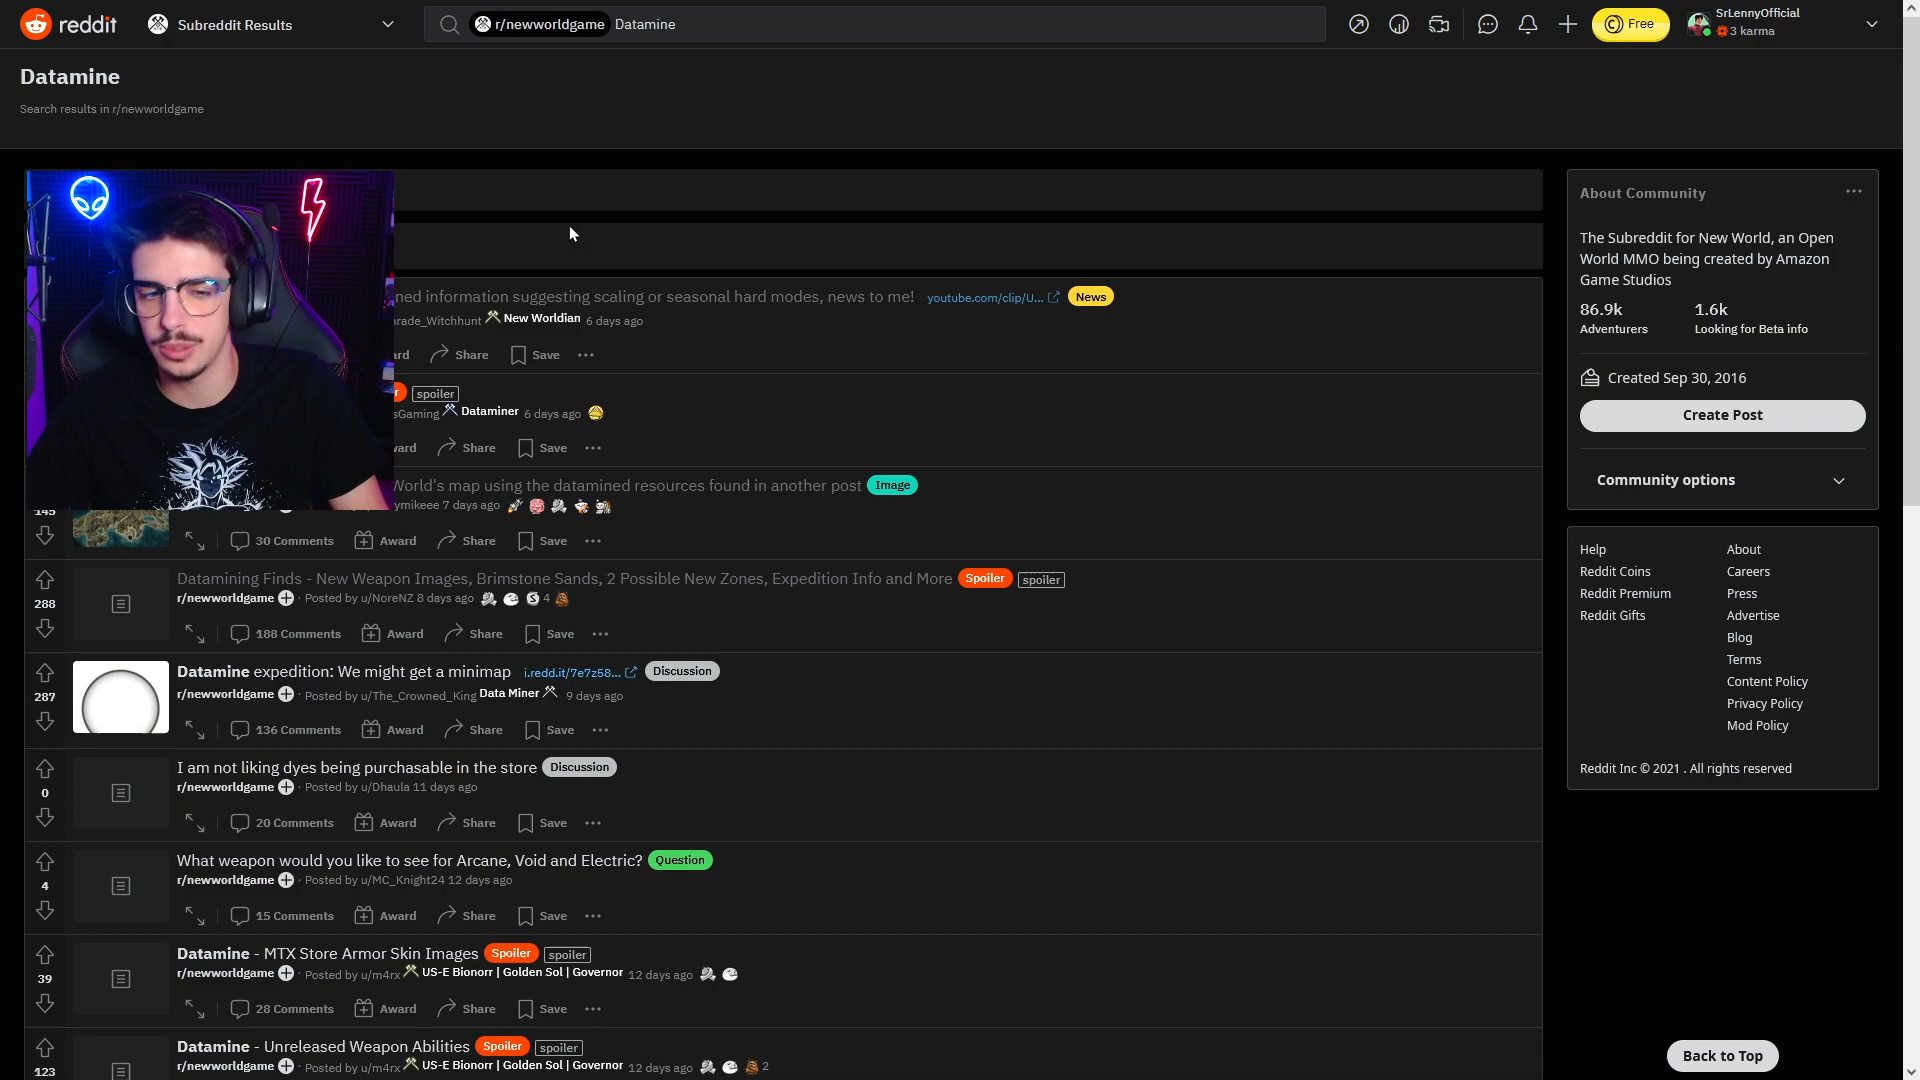 reddit
Subreddit Results
r/newworldgame Datamine
Free
SrLennyOfficial
3 karma
Datamine
Search results in r/newworldgame
ned information suggesting scaling or seasonal hard modes, news to me! youtube.com/clip/U... News
rade_Witchhunt New Worldian 6 days ago
ard Share Save
r spoiler
sGaming Dataminer 6 days ago
ward Share Save
World's map using the datamined resources found in another post Image
ymikeee 7 days ago
145
30 Comments Award Share Save
Datamining Finds - New Weapon Images, Brimstone Sands, 2 Possible New Zones, Expedition Info and More Spoiler spoiler
r/newworldgame · Posted by u/NoreNZ 8 days ago 4
288
188 Comments Award Share Save
Datamine expedition: We might get a minimap i.redd.it/7e7z58... Discussion
r/newworldgame · Posted by u/The_Crowned_King Data Miner 9 days ago
287
136 Comments Award Share Save
I am not liking dyes being purchasable in the store Discussion
r/newworldgame · Posted by u/Dhaula 11 days ago
0
20 Comments Award Share Save
What weapon would you like to see for Arcane, Void and Electric? Question
r/newworldgame · Posted by u/MC_Knight24 12 days ago
4
15 Comments Award Share Save
Datamine - MTX Store Armor Skin Images Spoiler spoiler
r/newworldgame · Posted by u/m4rx US-E Bionorr | Golden Sol | Governor 12 days ago
39
28 Comments Award Share Save
Datamine - Unreleased Weapon Abilities Spoiler spoiler
r/newworldgame · Posted by u/m4rx US-E Bionorr | Golden Sol | Governor 12 days ago 2
123
About Community
The Subreddit for New World, an Open
World MMO being created by Amazon
Game Studios
86.9k 1.6k
Adventurers Looking for Beta info
Created Sep 30, 2016
Create Post
Community options
Help About
Reddit Coins Careers
Reddit Premium Press
Reddit Gifts Advertise
Blog
Terms
Content Policy
Privacy Policy
Mod Policy
Reddit Inc © 2021 . All rights reserved
Back to Top